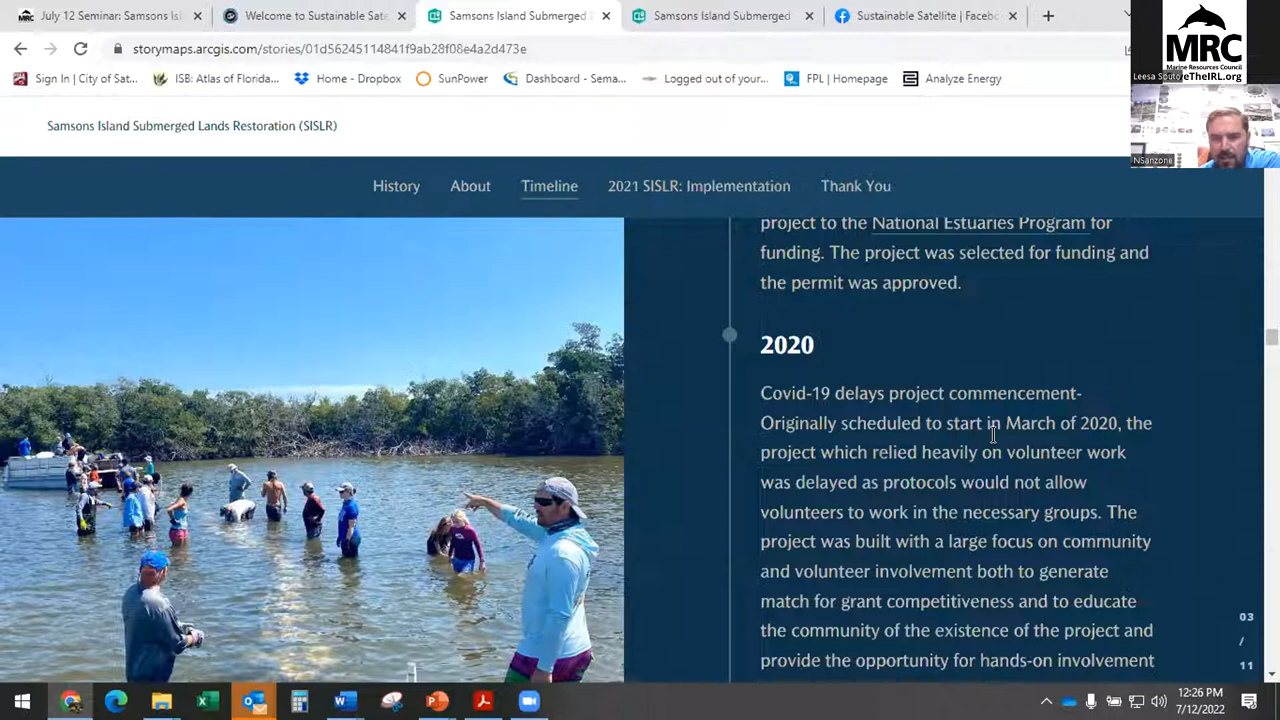 July 12 Seminar: Samsons Isl
Welcome to Sustainable Sate
Samsons Island Submerged
Samsons Island Submerged
Sustainable Satellite | Facebo
storymaps.arcgis.com/stories/01d56245114841f9ab28f08e4a2d473e
Sign In | City of Sat...
ISB: Atlas of Florida...
Home - Dropbox
SunPower
Dashboard - Sema...
Logged out of your...
FPL | Homepage
Analyze Energy
MRC
Marine Resources Council
Leesa Souto
veTheIRL.org
NSanzone
Samsons Island Submerged Lands Restoration (SISLR)
History
About
Timeline
2021 SISLR: Implementation
Thank You
project to the National Estuaries Program for
funding. The project was selected for funding and
the permit was approved.
2020
Covid-19 delays project commencement-
Originally scheduled to start in March of 2020, the
project which relied heavily on volunteer work
was delayed as protocols would not allow
volunteers to work in the necessary groups. The
project was built with a large focus on community
and volunteer involvement both to generate
match for grant competitiveness and to educate
the community of the existence of the project and
provide the opportunity for hands-on involvement
03
/
11
12:26 PM
7/12/2022